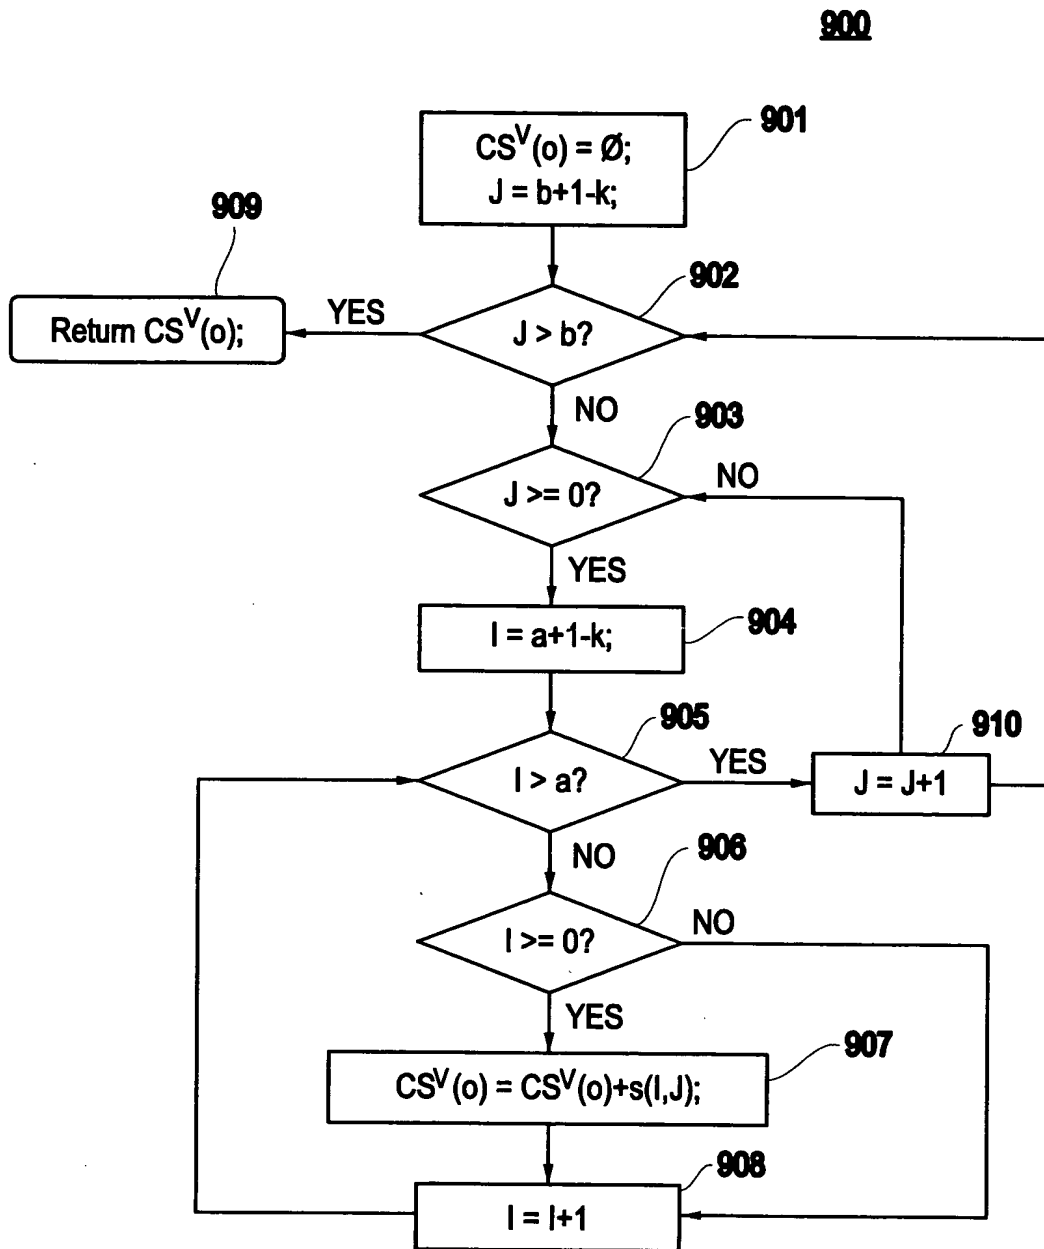 900
901
CS^V(o) = Ø;
J = b+1-k;
909
902
Return CS^V(o);
YES
J > b?
NO
903
J >= 0?
NO
YES
I = a+1-k;
904
905
910
I > a?
YES
J = J+1
NO
906
I >= 0?
NO
YES
907
CS^V(o) = CS^V(o)+s(I,J);
908
I = I+1